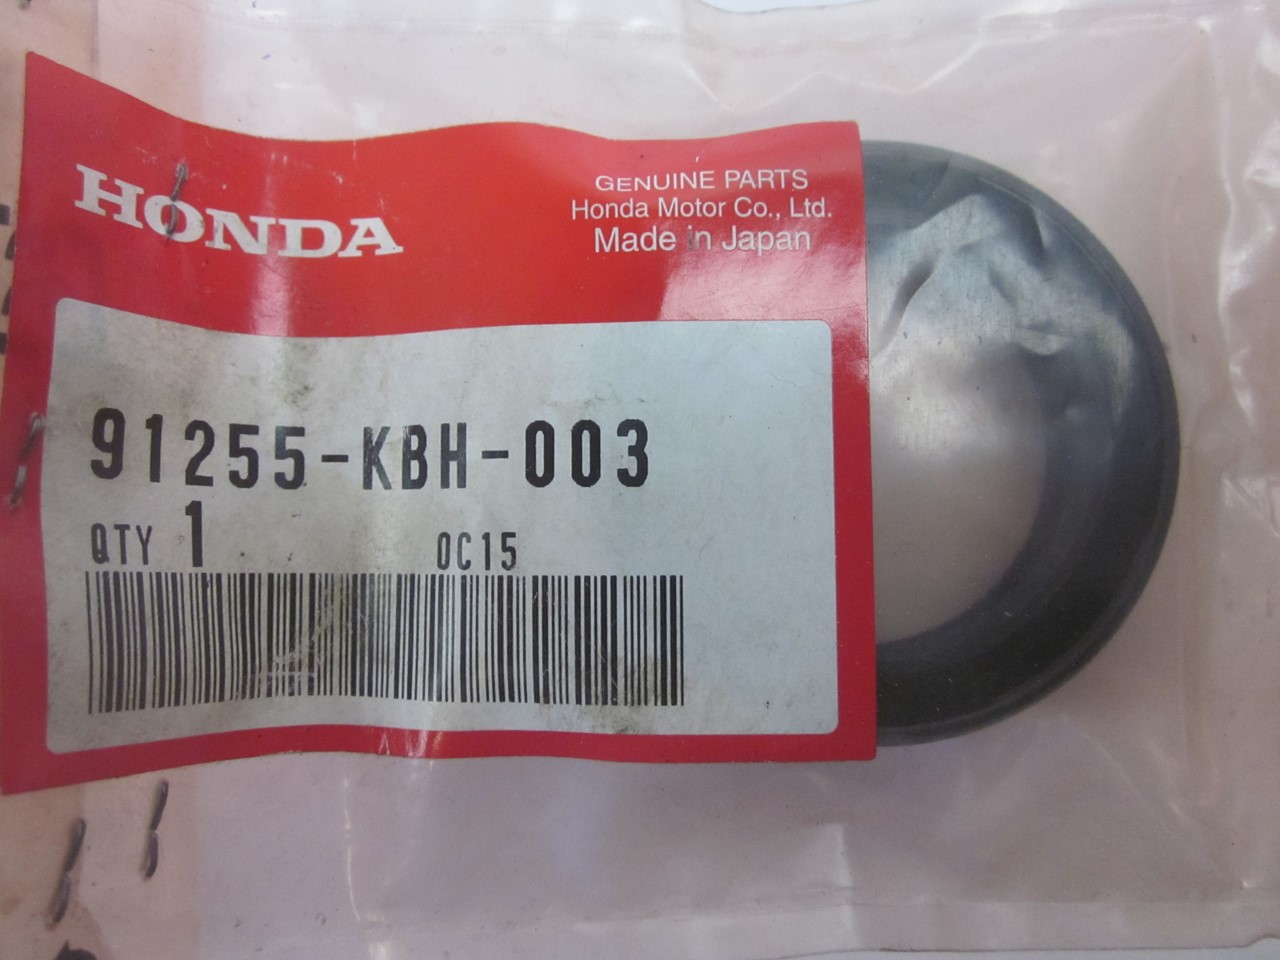 HONDA
GENUINE PARTS
Honda Motor Co., Ltd.
Made in Japan
91255-KBH-003
QTY 1 0C15